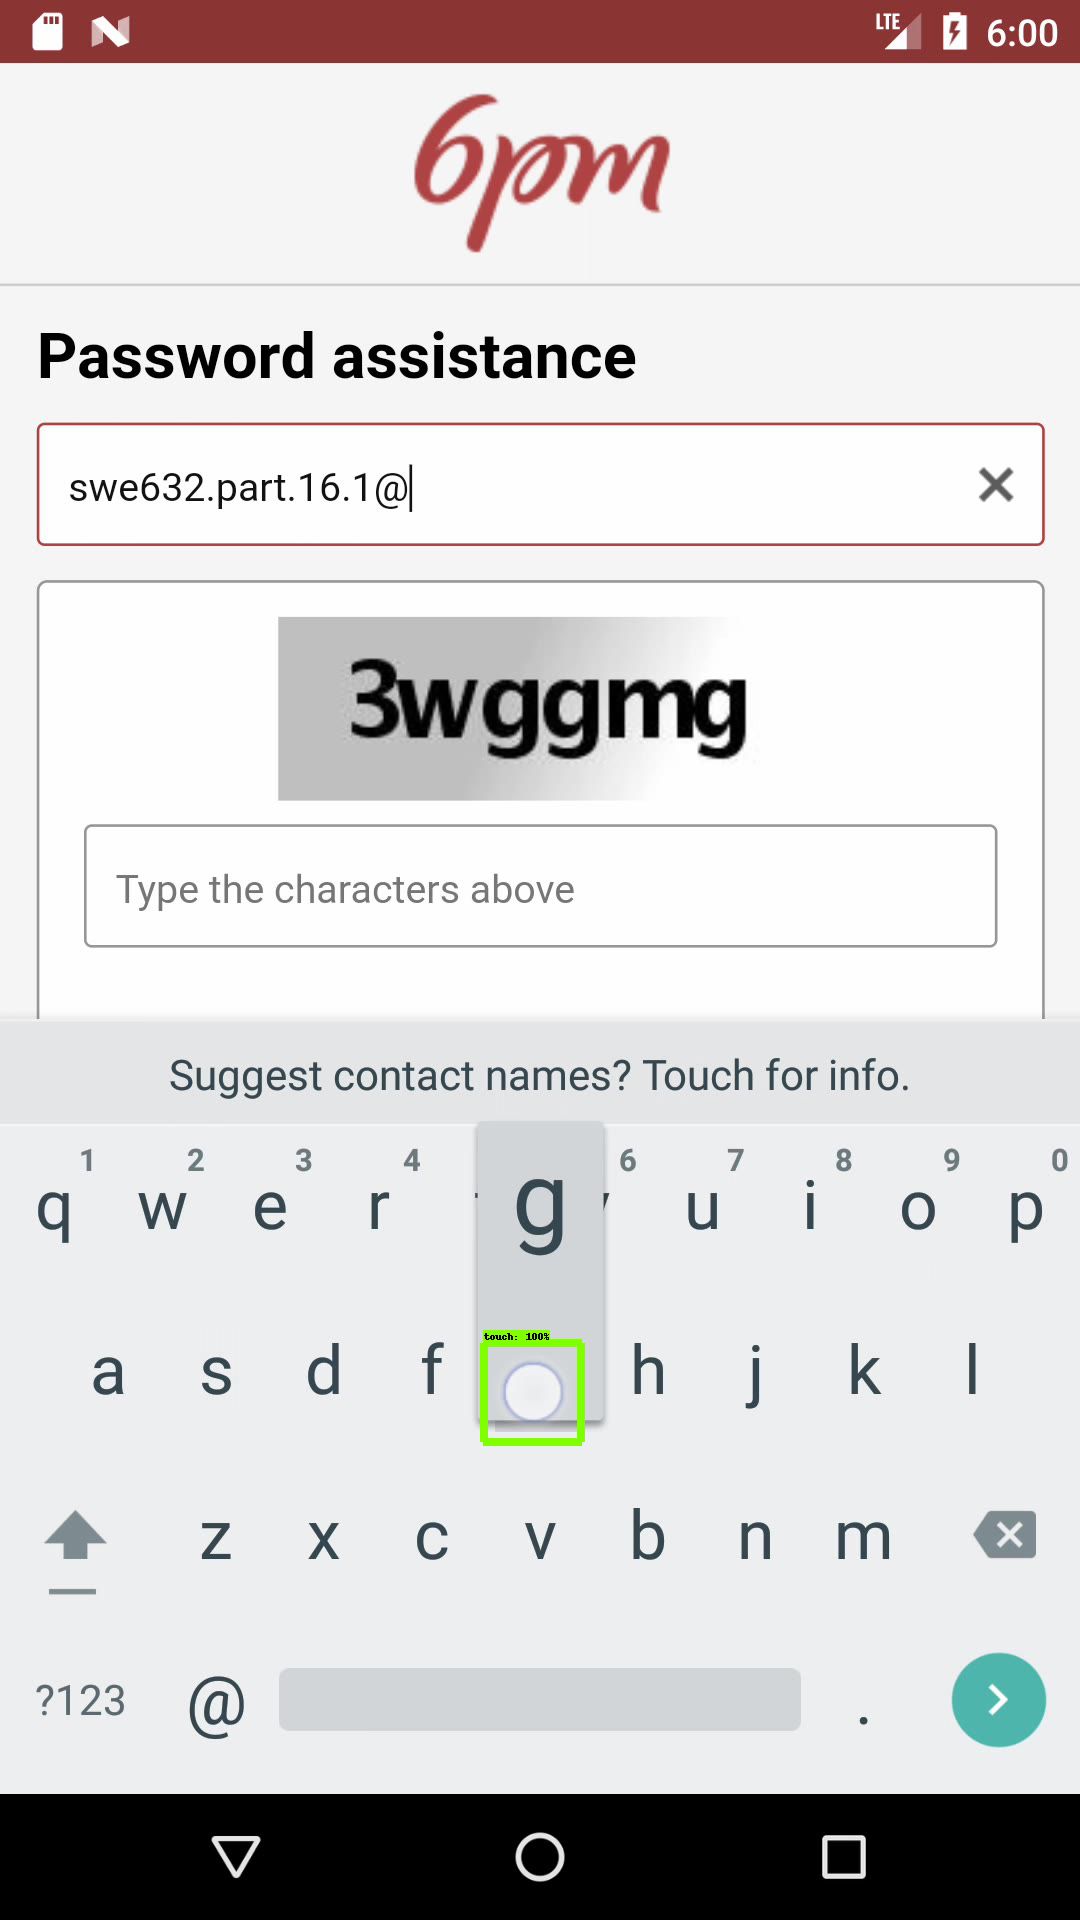 LTE 6:00
6pm
Password assistance
swe632.part.16.1@
3wggmg
Type the characters above
Suggest contact names? Touch for info.
1 2 3 4 6 7 8 9 0
q w e r g u i o p
touch: 100%
a s d f h j k l
z x c v b n m
?123 @ .